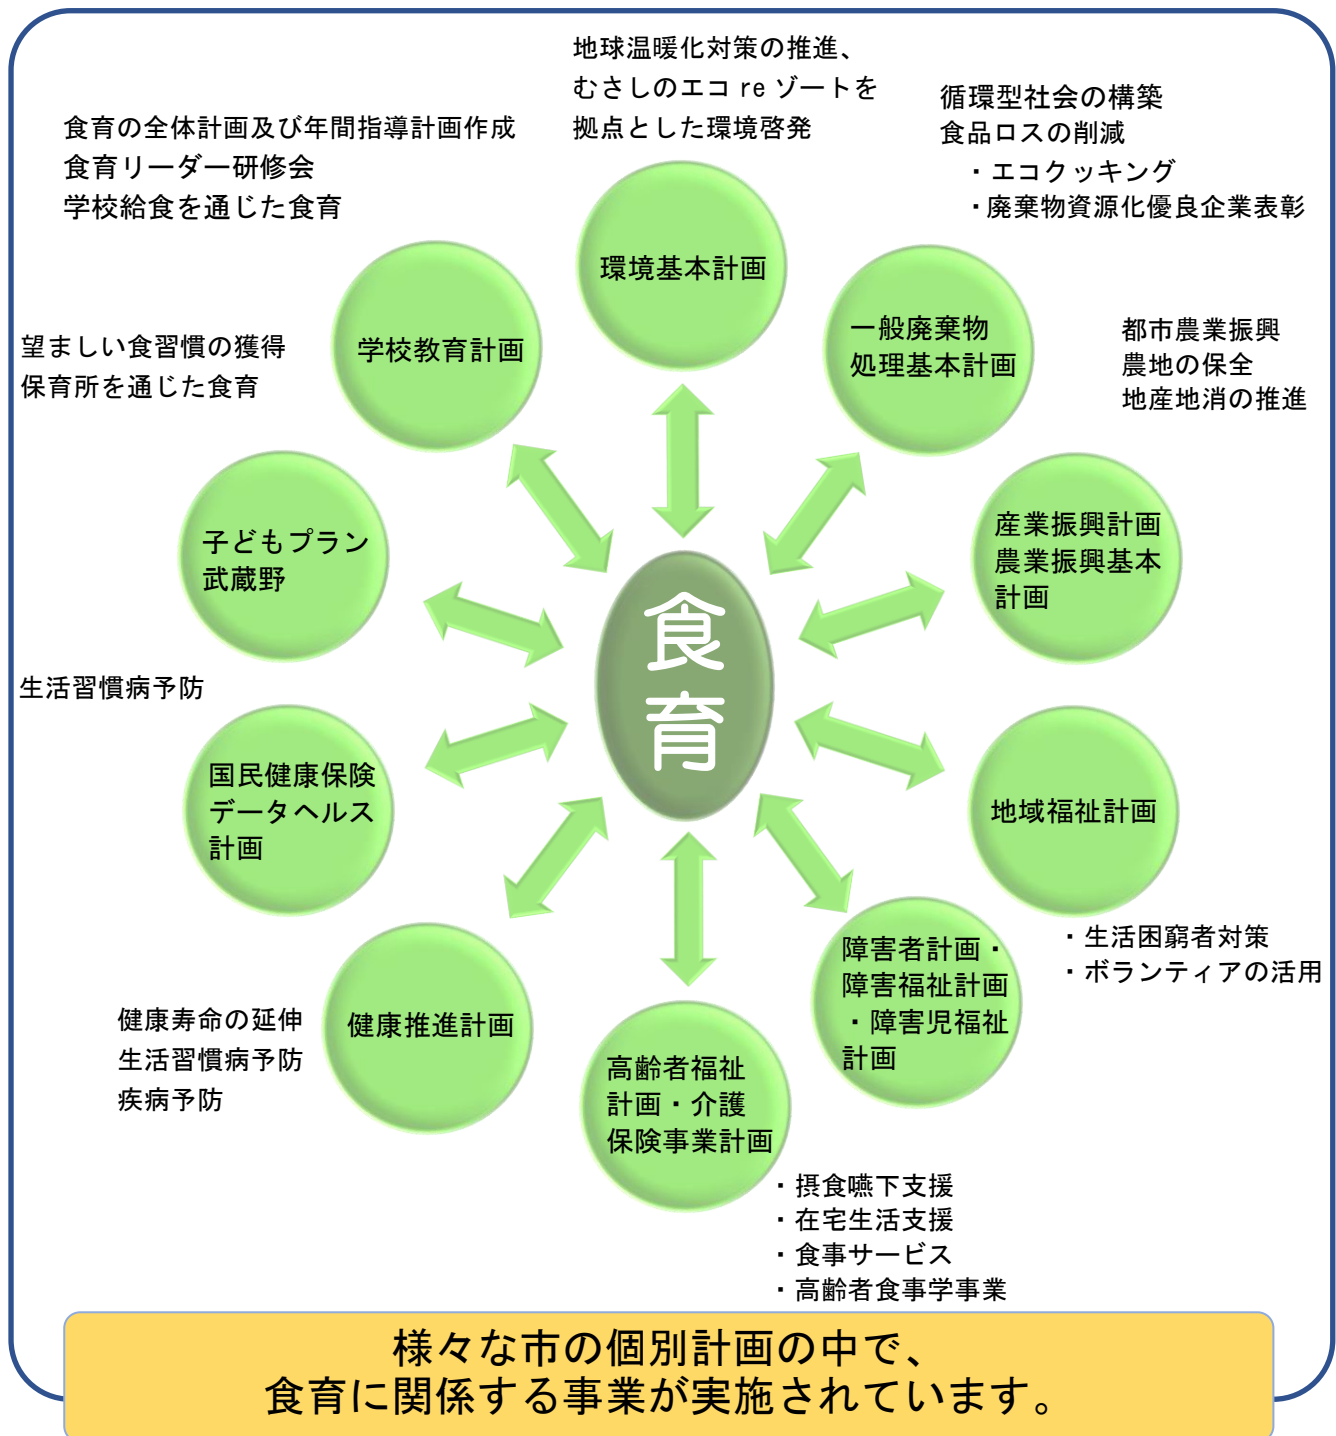 地球温暖化対策の推進、
むさしのエコ re ゾートを
拠点とした環境啓発
循環型社会の構築
食品ロスの削減
・エコクッキング
・廃棄物資源化優良企業表彰
食育の全体計画及び年間指導計画作成
食育リーダー研修会
学校給食を通じた食育
環境基本計画
一般廃棄物
処理基本計画
学校教育計画
望ましい食習慣の獲得
保育所を通じた食育
都市農業振興
農地の保全
地産地消の推進
子どもプラン
武蔵野
産業振興計画
農業振興基本
計画
食
育
生活習慣病予防
国民健康保険
データヘルス
計画
地域福祉計画
・生活困窮者対策
・ボランティアの活用
障害者計画・
障害福祉計画
・障害児福祉
計画
健康推進計画
健康寿命の延伸
生活習慣病予防
疾病予防
高齢者福祉
計画・介護
保険事業計画
・摂食嚥下支援
・在宅生活支援
・食事サービス
・高齢者食事学事業
様々な市の個別計画の中で、
食育に関係する事業が実施されています。